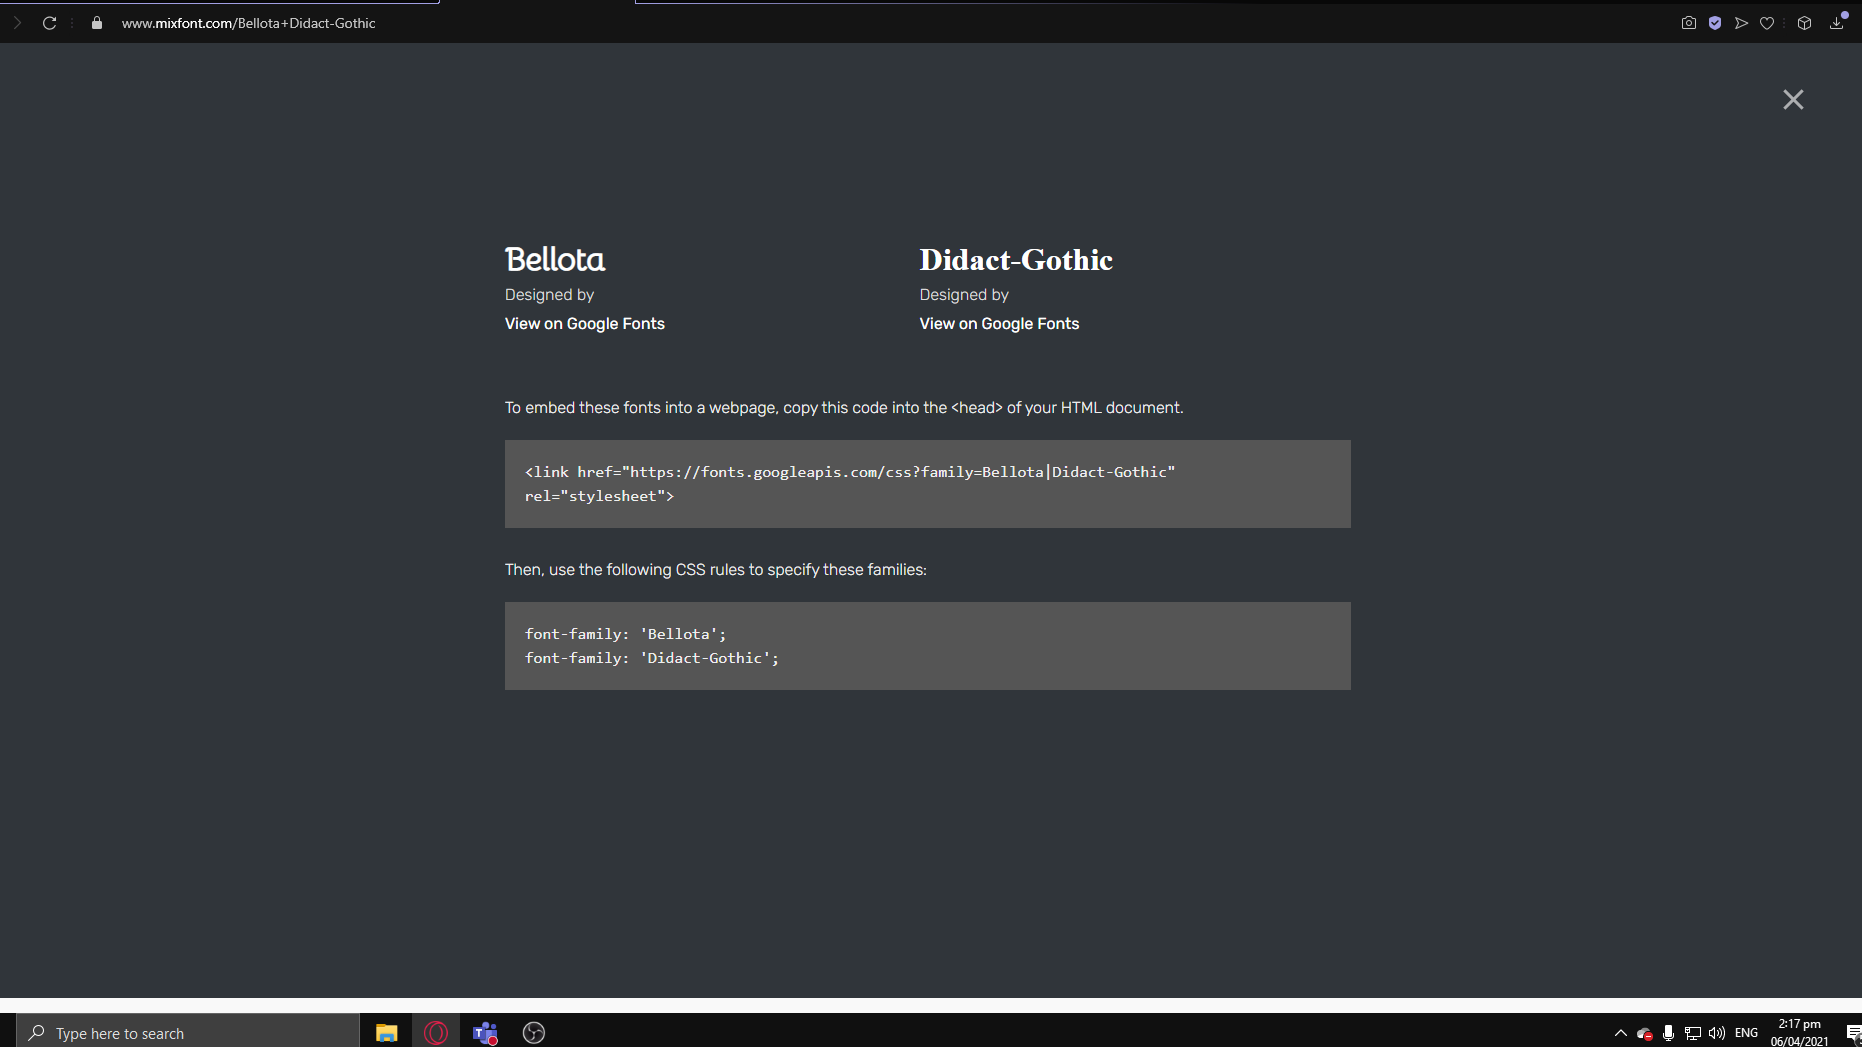 www.mixfont.com/Bellota+Didact-Gothic
Bellota
Designed by
View on Google Fonts
Didact-Gothic
Designed by
View on Google Fonts
To embed these fonts into a webpage, copy this code into the <head> of your HTML document.
<link href="https://fonts.googleapis.com/css?family=Bellota|Didact-Gothic"
rel="stylesheet">
Then, use the following CSS rules to specify these families:
font-family: 'Bellota';
font-family: 'Didact-Gothic';
Type here to search
ENG
2:17 pm
06/04/2021